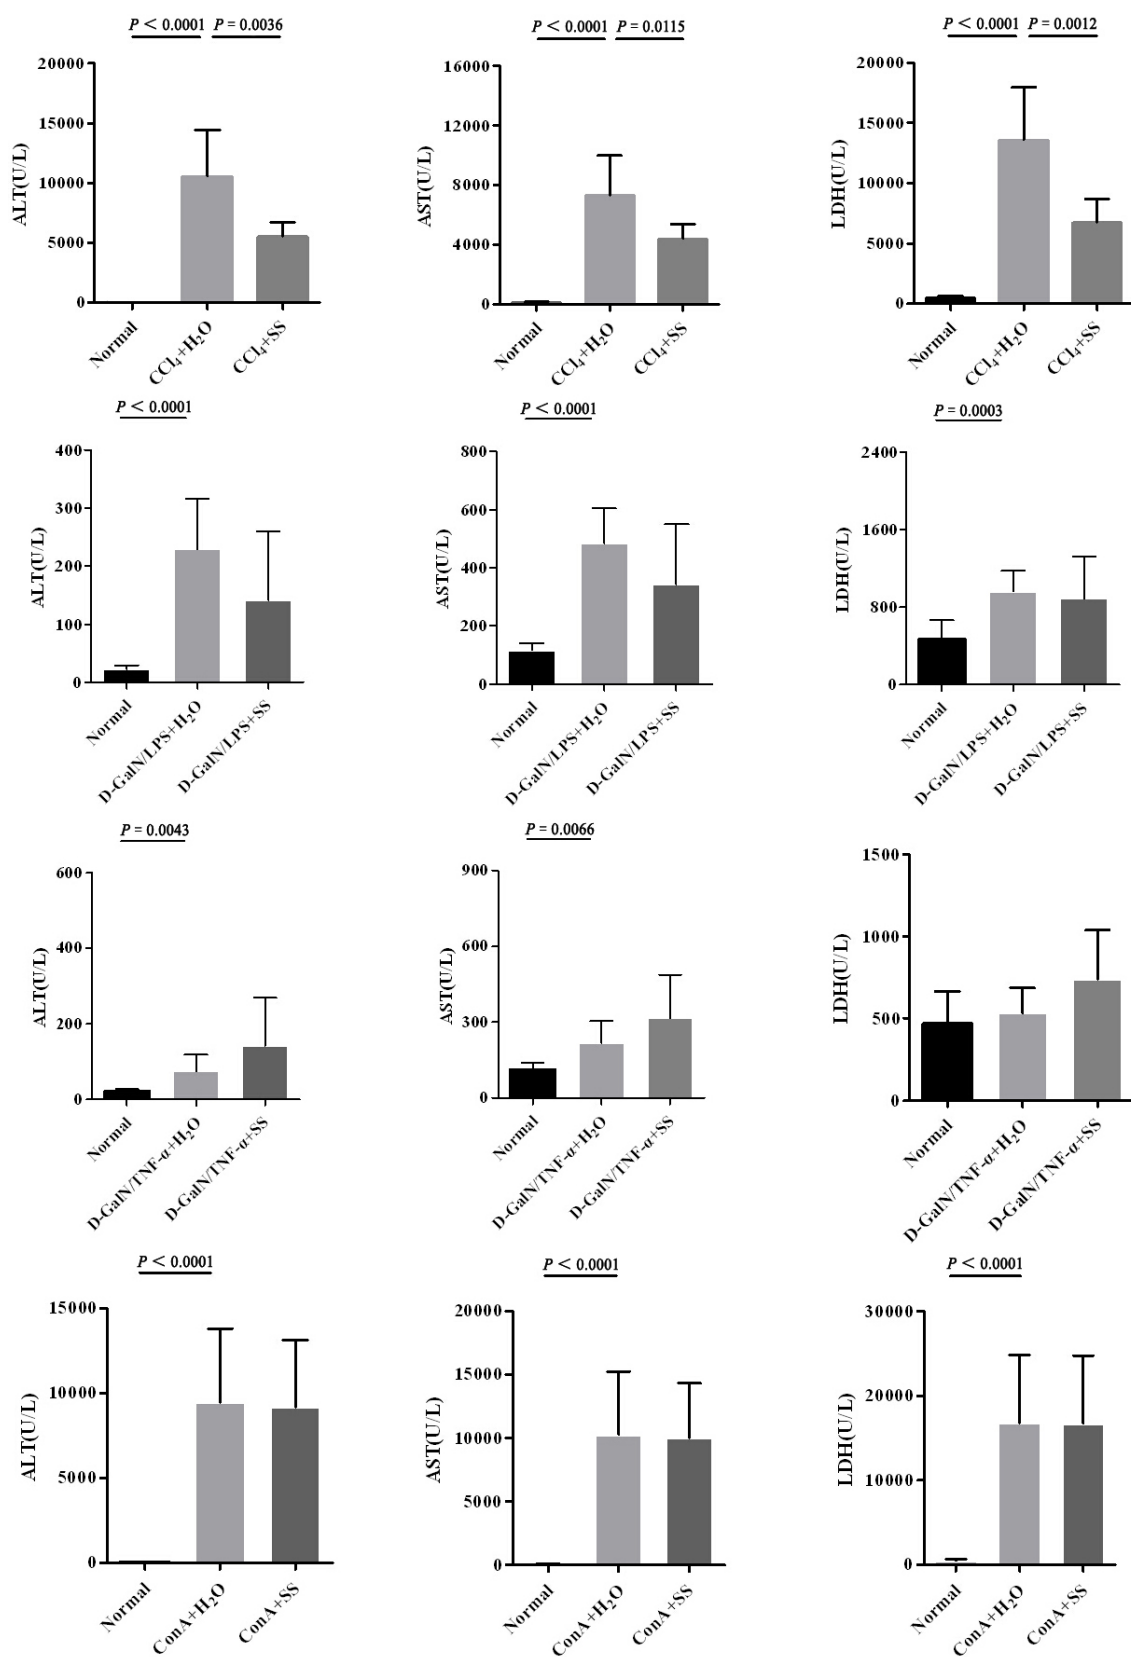 P < 0.0001 P = 0.0036
20000
15000
10000
5000
0
ALT(U/L)
Normal
CCl₄+H₂O
CCl₄+SS
P < 0.0001 P = 0.0115
16000
12000
8000
4000
0
AST(U/L)
Normal
CCl₄+H₂O
CCl₄+SS
P < 0.0001 P = 0.0012
20000
15000
10000
5000
0
LDH(U/L)
Normal
CCl₄+H₂O
CCl₄+SS
P < 0.0001
400
300
200
100
0
ALT(U/L)
Normal
D-GalN/LPS+H₂O
D-GalN/LPS+SS
P < 0.0001
800
600
400
200
0
AST(U/L)
Normal
D-GalN/LPS+H₂O
D-GalN/LPS+SS
P = 0.0003
2400
1600
800
0
LDH(U/L)
Normal
D-GalN/LPS+H₂O
D-GalN/LPS+SS
P = 0.0043
600
400
200
0
ALT(U/L)
Normal
D-GalN/TNF-α+H₂O
D-GalN/TNF-α+SS
P = 0.0066
900
600
300
0
AST(U/L)
Normal
D-GalN/TNF-α+H₂O
D-GalN/TNF-α+SS
1500
1000
500
0
LDH(U/L)
Normal
D-GalN/TNF-α+H₂O
D-GalN/TNF-α+SS
P < 0.0001
15000
10000
5000
0
ALT(U/L)
Normal
ConA+H₂O
ConA+SS
P < 0.0001
20000
15000
10000
5000
0
AST(U/L)
Normal
ConA+H₂O
ConA+SS
P < 0.0001
30000
20000
10000
0
LDH(U/L)
Normal
ConA+H₂O
ConA+SS